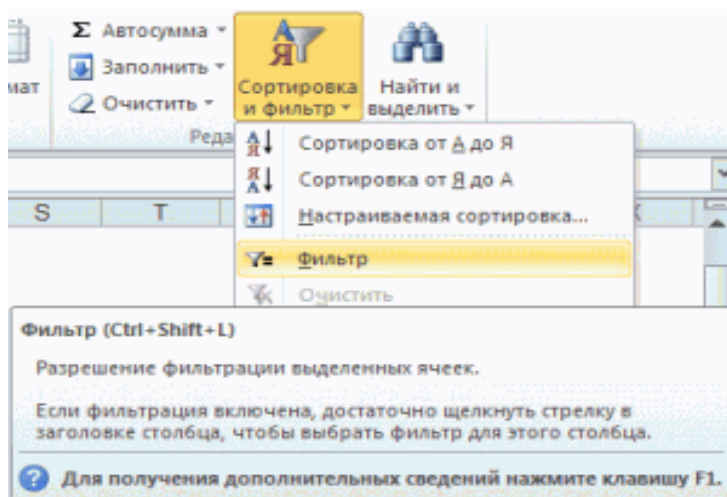 Σ Автосумма
Заполнить
мат
Очистить
Сортировка
и фильтр
Найти и
выделить
Реда
Сортировка от А до Я
Сортировка от Я до А
Настраиваемая сортировка...
S T
Фильтр
Очистить
Фильтр (Ctrl+Shift+L)
Разрешение фильтрации выделенных ячеек.
Если фильтрация включена, достаточно щелкнуть стрелку в
заголовке столбца, чтобы выбрать фильтр для этого столбца.
Для получения дополнительных сведений нажмите клавишу F1.